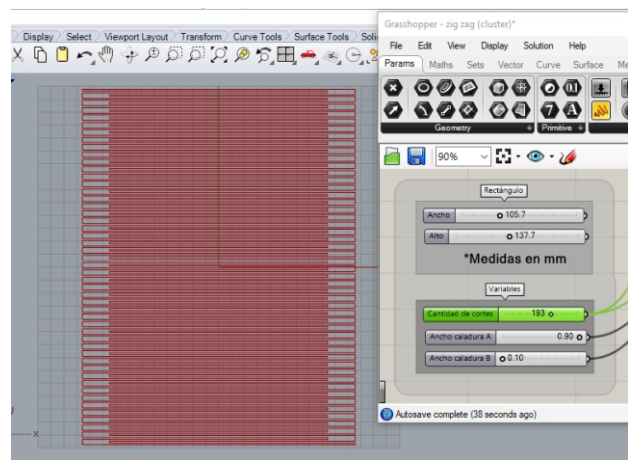 Display Select Viewport Layout Transform Curve Tools Surface Tools
Grasshopper - zig zag (cluster)*
File Edit View Display Solution Help
Params Maths Sets Vector Curve Surface
Geometry + Primitive +
90%
Rectángulo
Ancho 105.7
Alto 137.7
*Medidas en mm
Variables
Cantidad de cortes 193
Ancho caladura A 0.90
Ancho caladura B 0.10
Autosave complete (38 seconds ago)
x